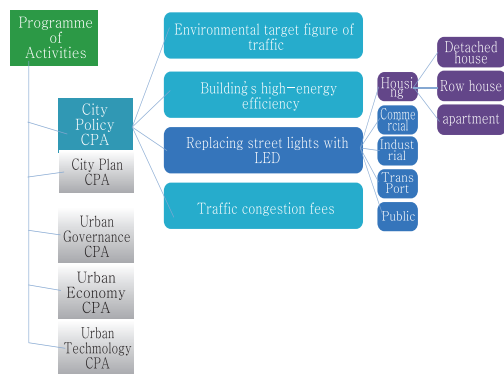 Programme
of
Activities
City
Policy
CPA
City Plan
CPA
Urban
Governance
CPA
Urban
Economy
CPA
Urban
Technology
CPA
Environmental target figure of
traffic
Building's high-energy
efficiency
Replacing street lights with
LED
Traffic congestion fees
Housi
ng
Comme
rcial
Indust
rial
Trans
Port
Public
Detached
house
Row house
apartment